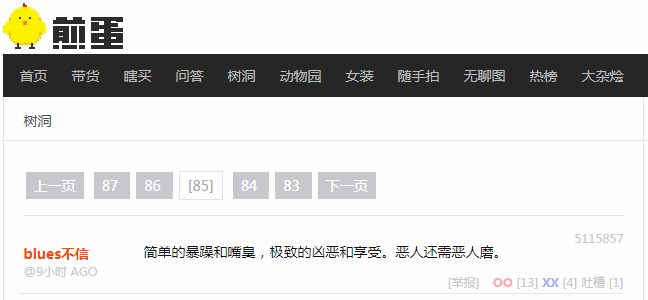 煎蛋
首页 带货 瞎买 问答 树洞 动物园 女装 随手拍 无聊图 热榜 大杂烩
树洞
上一页 87 86 [85] 84 83 下一页
5115857
blues不信 简单的暴躁和嘴臭，极致的凶恶和享受。恶人还需恶人磨。
@9小时 AGO
[举报] OO [13] XX [4] 吐槽 [1]